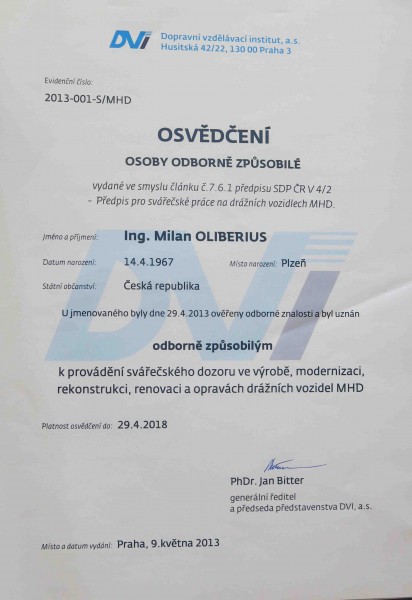 DVI Dopravní vzdělávací institut, a.s.
Husitská 42/22, 130 00 Praha 3
Evidenční číslo:
2013-001-S/MHD
OSVĚDČENÍ
OSOBY ODBORNĚ ZPŮSOBILÉ
vydané ve smyslu článku č.7.6.1 předpisu SDP ČR V 4/2
- Předpis pro svářečské práce na drážních vozidlech MHD.
Jméno a příjmení: Ing. Milan OLIBERIUS
Datum narození: 14.4.1967 Místo narození: Plzeň
Státní občanství: Česká republika
U jmenovaného byly dne 29.4.2013 ověřeny odborné znalosti a byl uznán
odborně způsobilým
k provádění svářečského dozoru ve výrobě, modernizaci,
rekonstrukci, renovaci a opravách drážních vozidel MHD
Platnost osvědčení do: 29.4.2018
PhDr. Jan Bitter
generální ředitel
a předseda představenstva DVI, a.s.
Místo a datum vydání: Praha, 9.května 2013